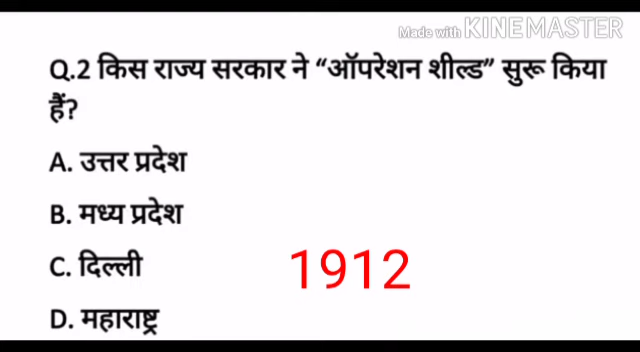 Made with KINEMASTER
Q.2 किस राज्य सरकार ने “ऑपरेशन शील्ड” सुरू किया
हैं?
A. उत्तर प्रदेश
B. मध्य प्रदेश
C. दिल्ली
1912
D. महाराष्ट्र